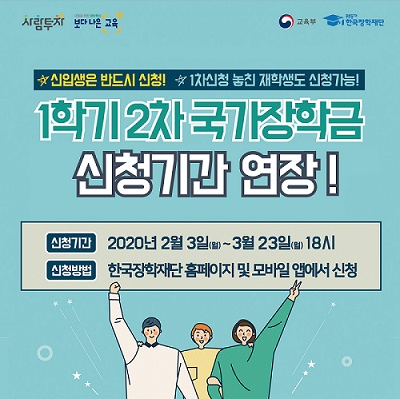 사람투자 보다 나은 교육 교육부 한국장학재단
☆ 신입생은 반드시 신청! ☆ 1차신청 놓친 재학생도 신청가능!
1학기 2차 국가장학금
신청기간 연장!
신청기간 2020년 2월 3일(월)~3월 23일(월) 18시
신청방법 한국장학재단 홈페이지 및 모바일 앱에서 신청